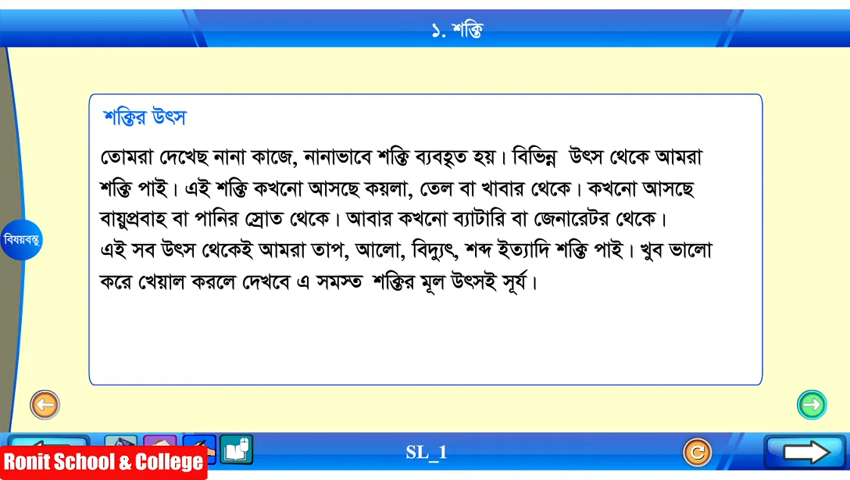 ১. শক্তি
শক্তির উৎস
তোমরা দেখেছ নানা কাজে, নানাভাবে শক্তি ব্যবহৃত হয়। বিভিন্ন উৎস থেকে আমরা
শক্তি পাই। এই শক্তি কখনো আসছে কয়লা, তেল বা খাবার থেকে। কখনো আসছে
বায়ুপ্রবাহ বা পানির স্রোত থেকে। আবার কখনো ব্যাটারি বা জেনারেটর থেকে।
এই সব উৎস থেকেই আমরা তাপ, আলো, বিদ্যুৎ, শব্দ ইত্যাদি শক্তি পাই। খুব ভালো
করে খেয়াল করলে দেখবে এ সমস্ত শক্তির মূল উৎসই সূর্য।
বিষয়বস্তু
SL_1
Ronit School & College